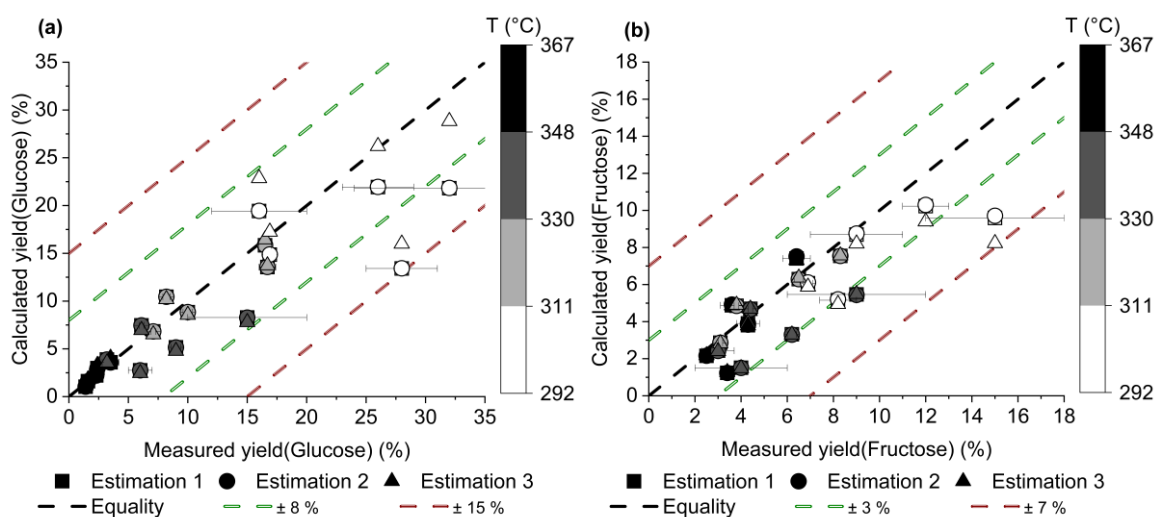 (a)
T (°C)
367
348
330
311
292
Calculated yield(Glucose) (%)
35
30
25
20
15
10
5
0
0 5 10 15 20 25 30 35
Measured yield(Glucose) (%)
Estimation 1 Estimation 2 Estimation 3
Equality ± 8 % ± 15 %
(b)
T (°C)
367
348
330
311
292
Calculated yield(Fructose) (%)
18
16
14
12
10
8
6
4
2
0
0 2 4 6 8 10 12 14 16 18
Measured yield(Fructose) (%)
Estimation 1 Estimation 2 Estimation 3
Equality ± 3 % ± 7 %